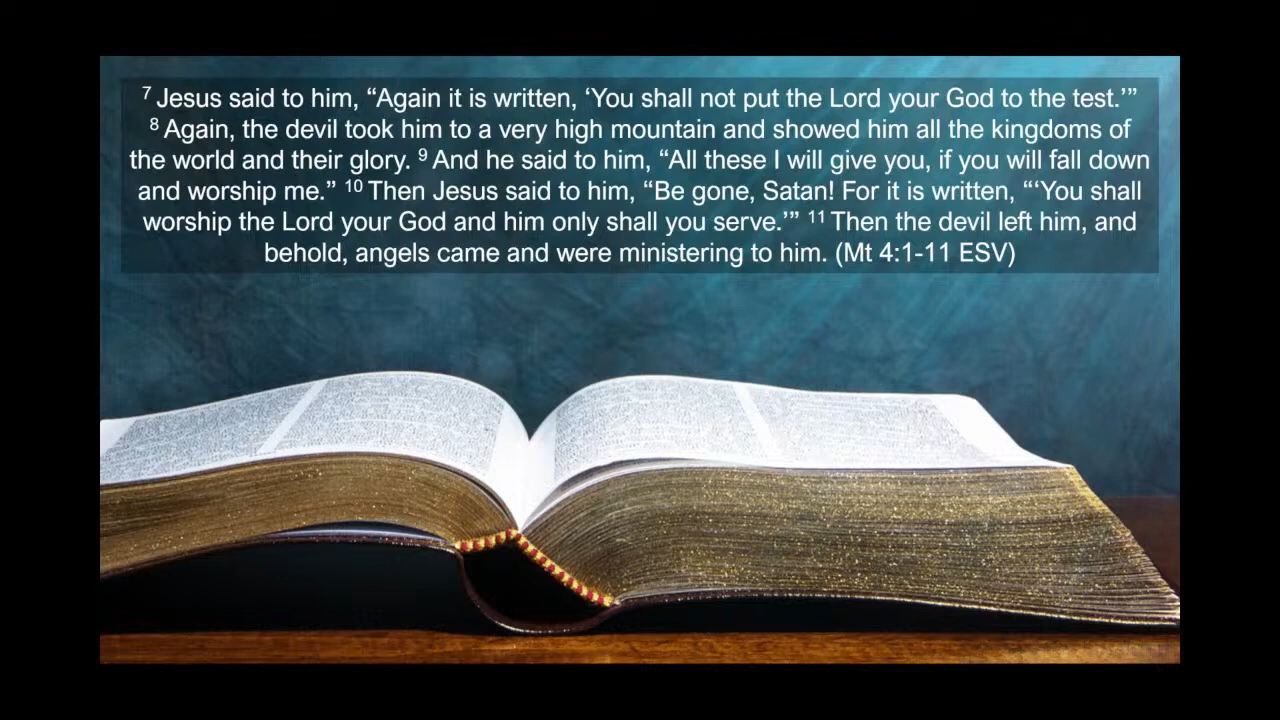 ⁷ Jesus said to him, “Again it is written, ‘You shall not put the Lord your God to the test.’”
⁸ Again, the devil took him to a very high mountain and showed him all the kingdoms of
the world and their glory. ⁹ And he said to him, “All these I will give you, if you will fall down
and worship me.” ¹⁰ Then Jesus said to him, “Be gone, Satan! For it is written, “‘You shall
worship the Lord your God and him only shall you serve.’” ¹¹ Then the devil left him, and
behold, angels came and were ministering to him. (Mt 4:1-11 ESV)